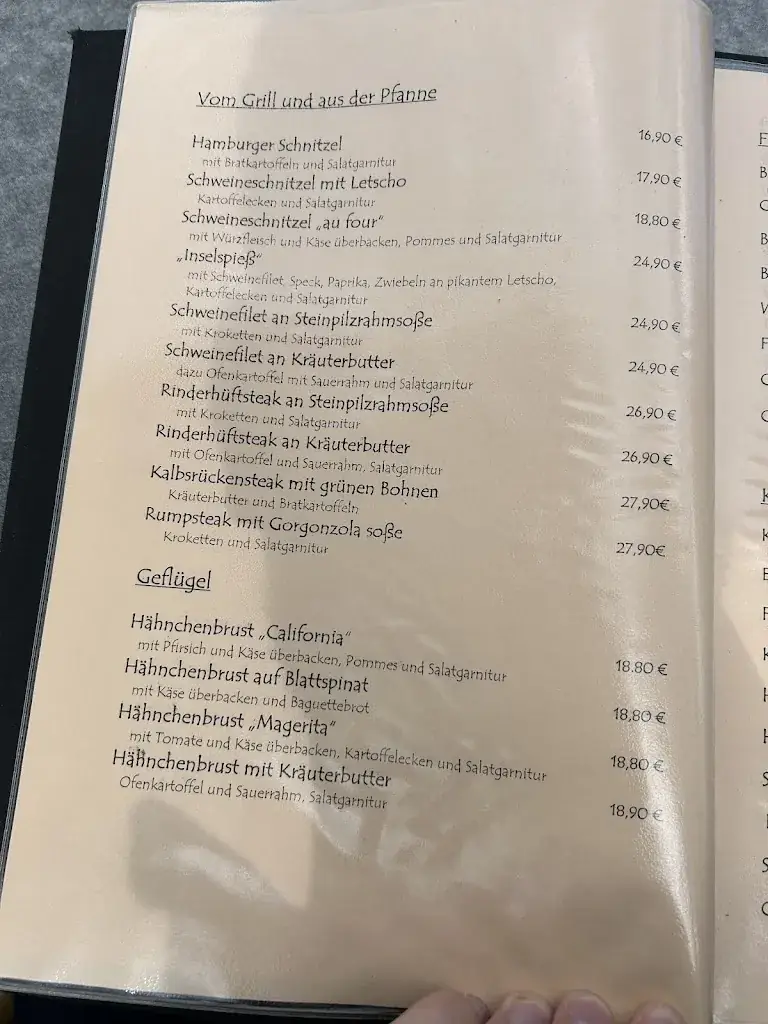 Vom Grill und aus der Pfanne
Hamburger Schnitzel 16,90 €
mit Bratkartoffeln und Salatgarnitur
Schweineschnitzel mit Letscho 17,90 €
Kartoffelecken und Salatgarnitur
Schweineschnitzel „au four“ 18,80 €
mit Würzfleisch und Käse überbacken, Pommes und Salatgarnitur
„Inselspieß“ 24,90 €
mit Schweinefilet, Speck, Paprika, Zwiebeln an pikantem Letscho,
Kartoffelecken und Salatgarnitur
Schweinefilet an Steinpilzrahmsoße 24,90 €
mit Kroketten und Salatgarnitur
Schweinefilet an Kräuterbutter 24,90 €
dazu Ofenkartoffel mit Sauerrahm und Salatgarnitur
Rinderhüftsteak an Steinpilzrahmsoße 26,90 €
mit Kroketten und Salatgarnitur
Rinderhüftsteak an Kräuterbutter 26,90 €
mit Ofenkartoffel und Sauerrahm, Salatgarnitur
Kalbsrückensteak mit grünen Bohnen 27,90€
Kräuterbutter und Bratkartoffeln
Rumpsteak mit Gorgonzola soße 27,90€
Kroketten und Salatgarnitur
Geflügel
Hähnchenbrust „California“ 18.80 €
mit Pfirsich und Käse überbacken, Pommes und Salatgarnitur
Hähnchenbrust auf Blattspinat 18,80 €
mit Käse überbacken und Baguettebrot
Hähnchenbrust „Magerita“ 18,80 €
mit Tomate und Käse überbacken, Kartoffelecken und Salatgarnitur
Hähnchenbrust mit Kräuterbutter 18,90 €
Ofenkartoffel und Sauerrahm, Salatgarnitur